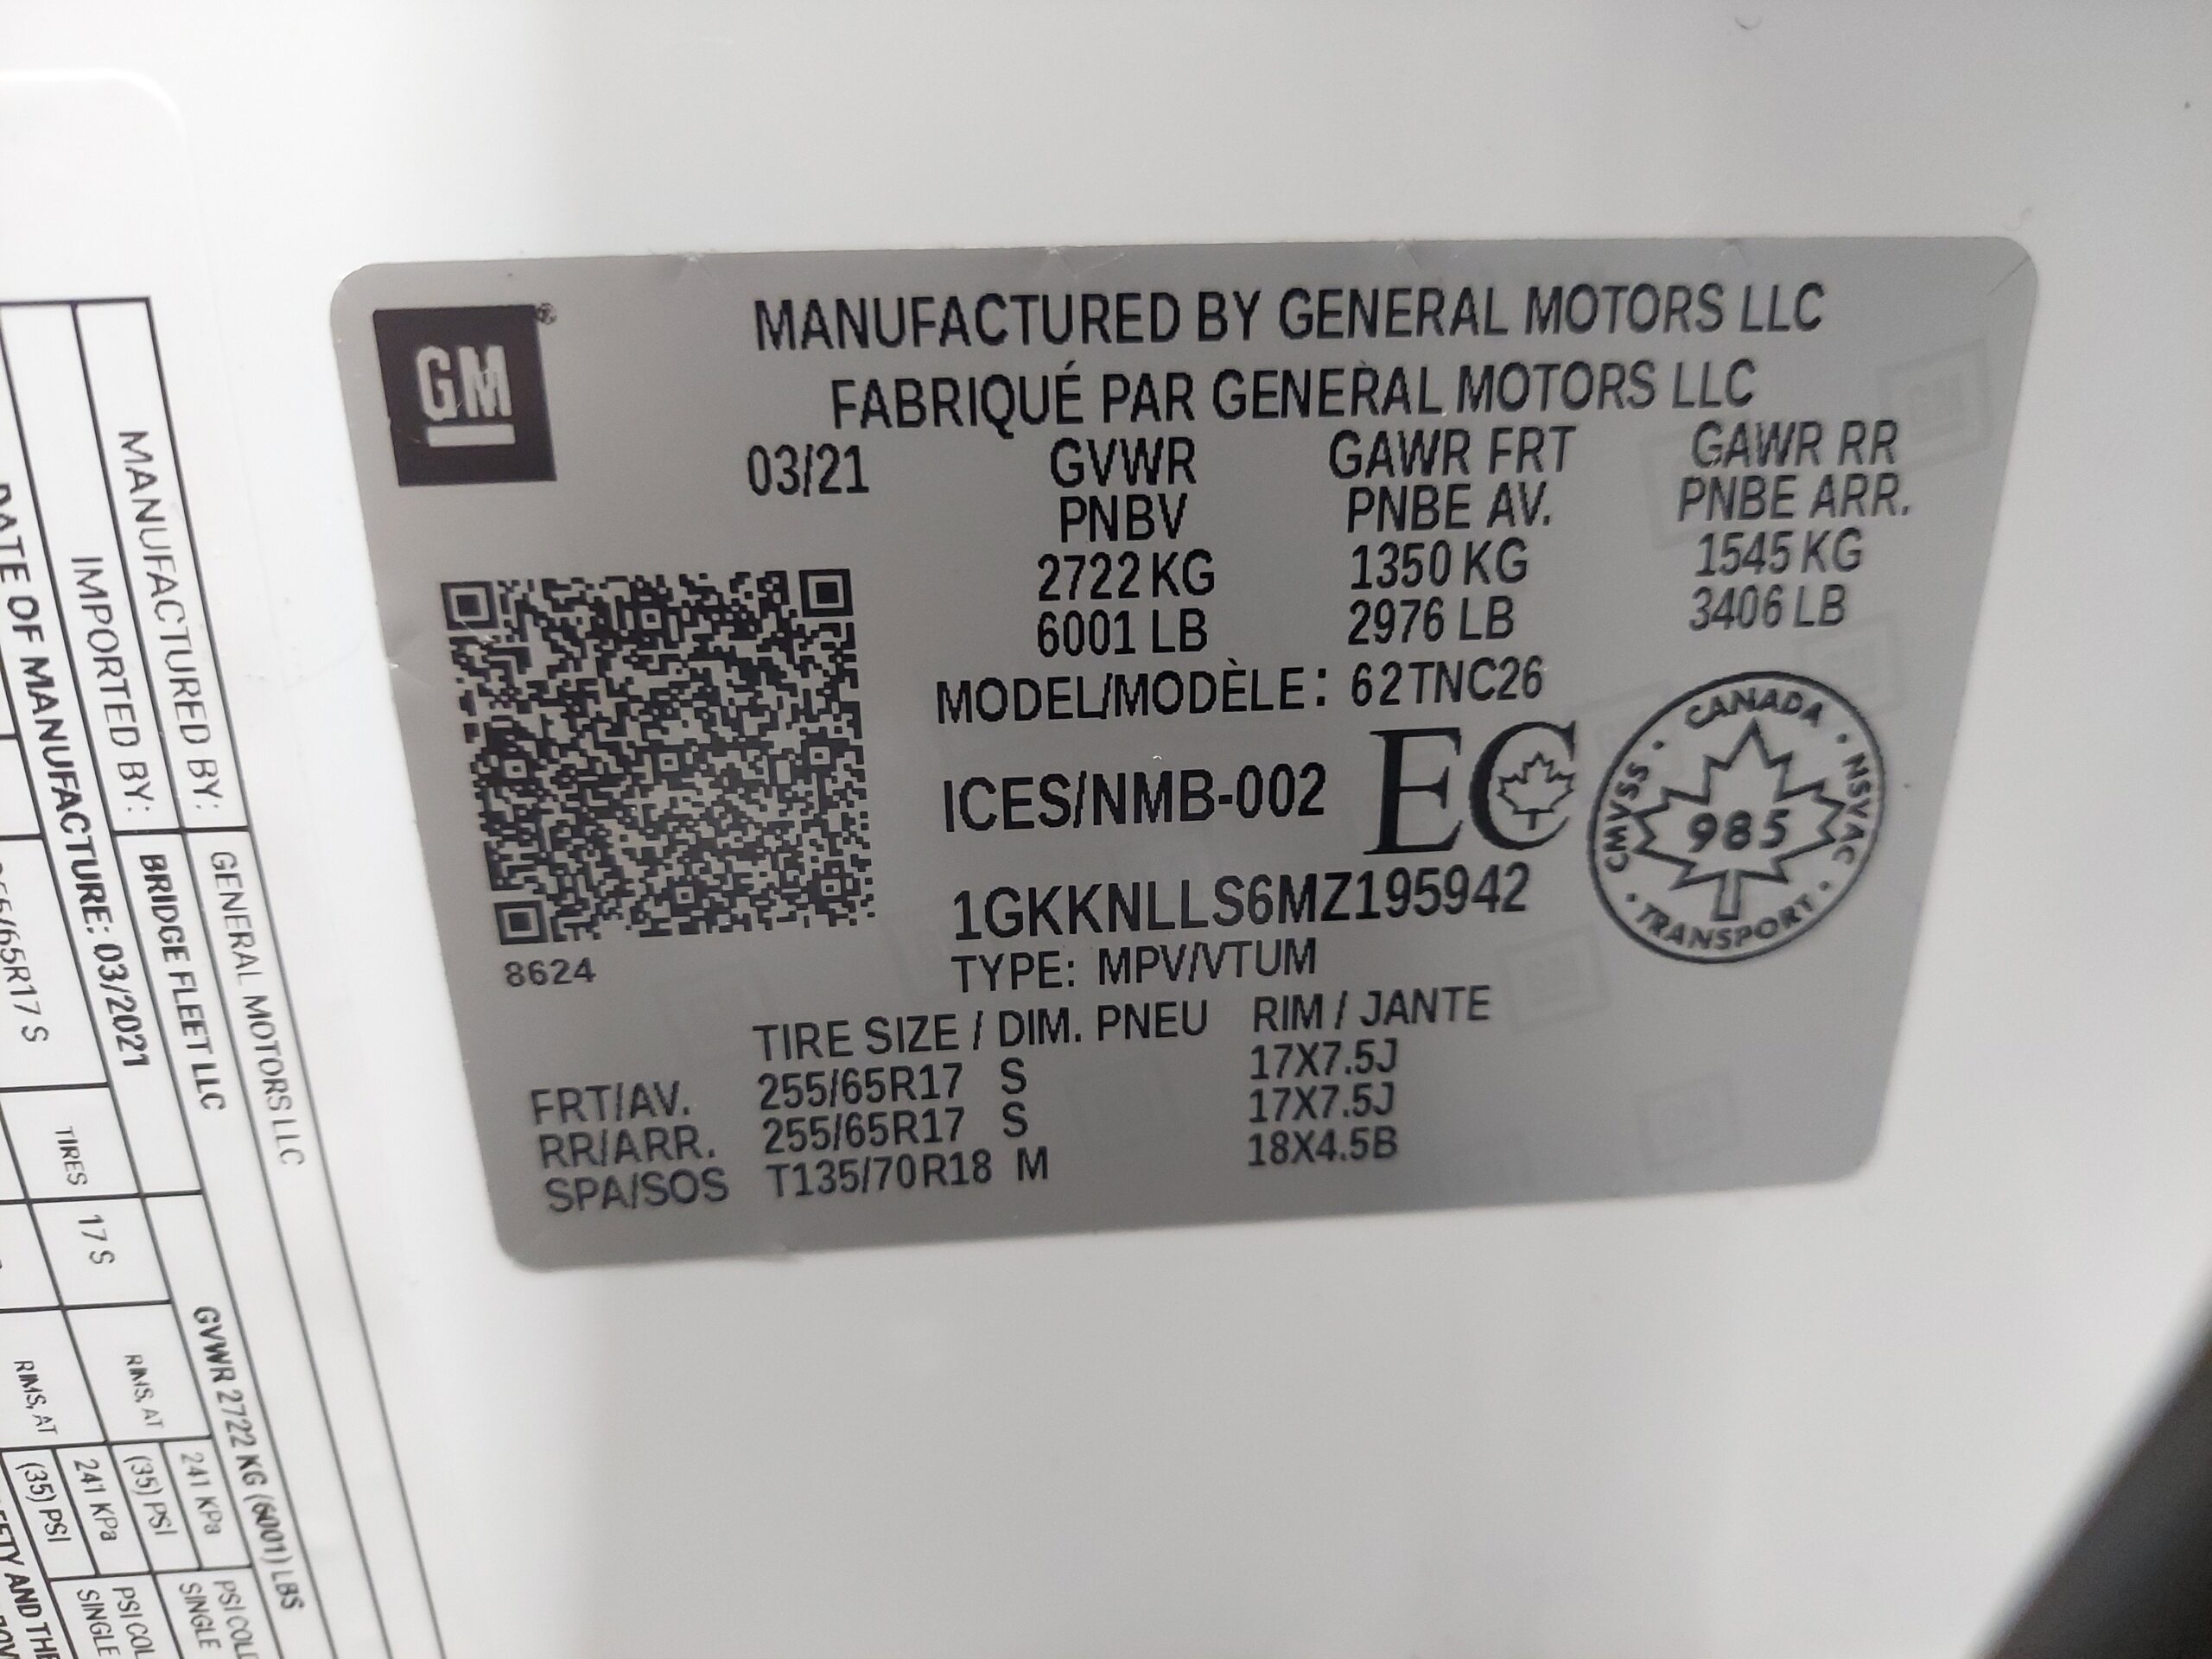 GM
MANUFACTURED BY GENERAL MOTORS LLC
FABRIQUÉ PAR GENERAL MOTORS LLC
03/21 GVWR GAWR FRT GAWR RR
PNBV PNBE AV. PNBE ARR.
2722 KG 1350 KG 1545 KG
6001 LB 2976 LB 3406 LB
MODEL/MODÈLE: 62TNC26
ICES/NMB-002 EC
CANADA · NSVAC · TRANSPORT · CMVSS ·
985
1GKKNLLS6MZ195942
8624
TYPE: MPV/VTUM
TIRE SIZE / DIM. PNEU RIM / JANTE
FRT/AV. 255/65R17 S 17X7.5J
RR/ARR. 255/65R17 S 17X7.5J
SPA/SOS T135/70R18 M 18X4.5B
MANUFACTURED BY: GENERAL MOTORS LLC
IMPORTED BY: BRIDGE FLEET LLC
DATE OF MANUFACTURE: 03/2021
GVWR 2722 KG (6001) LBS
65R17 S
TIRES
17 S
RIMS, AT
241 KPa
(35) PSI
PSI COLD
SINGLE
RIMS, AT
241 KPa
(35) PSI
PSI COL
SINGLE
AND THE